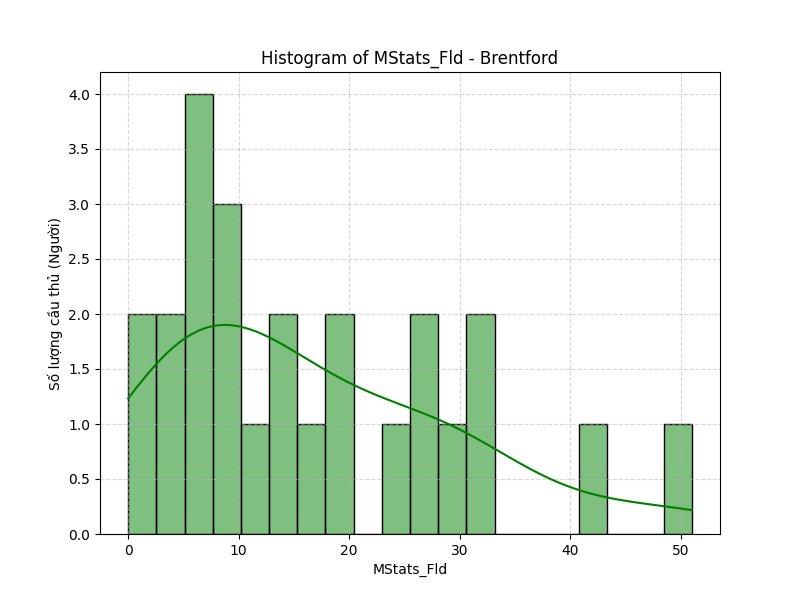 Histogram of MStats_Fld - Brentford
4.0
3.5
3.0
2.5
2.0
1.5
1.0
0.5
0.0
Số lượng cầu thủ (Người)
0 10 20 30 40 50
MStats_Fld